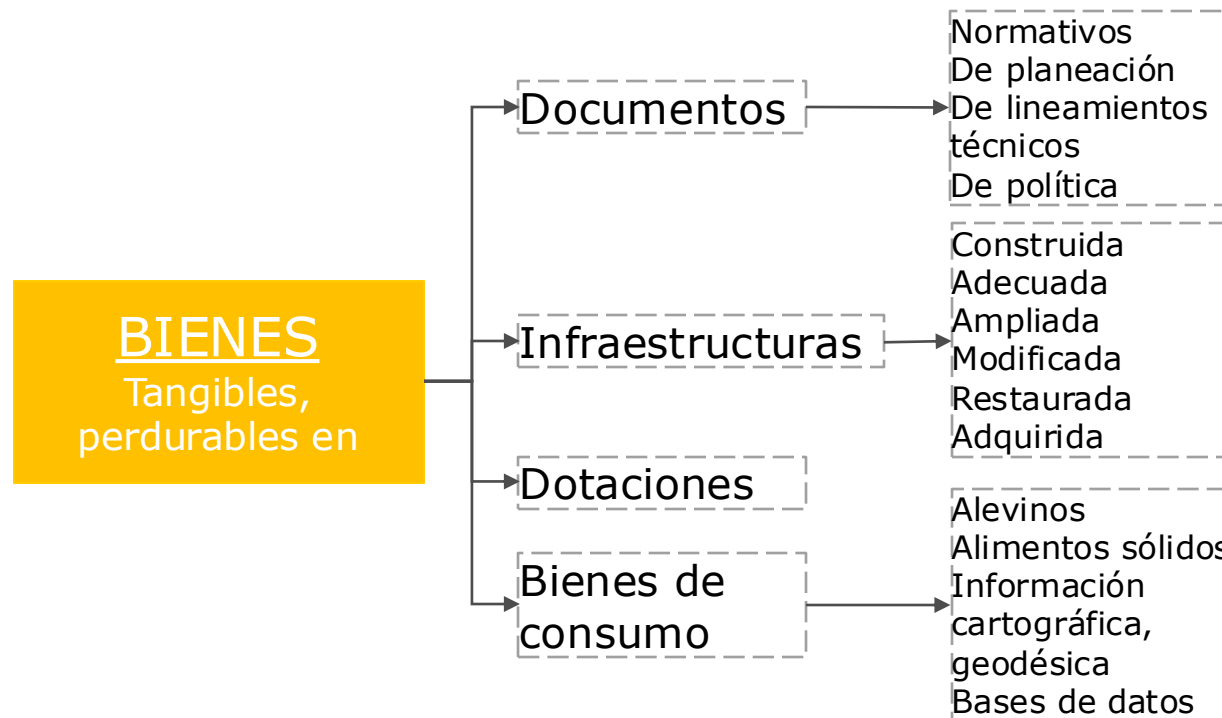 BIENES
Tangibles,
perdurables en
Documentos
Normativos
De planeación
De lineamientos
técnicos
De política
Infraestructuras
Construida
Adecuada
Ampliada
Modificada
Restaurada
Adquirida
Dotaciones
Bienes de
consumo
Alevinos
Alimentos sólidos
Información
cartográfica,
geodésica
Bases de datos